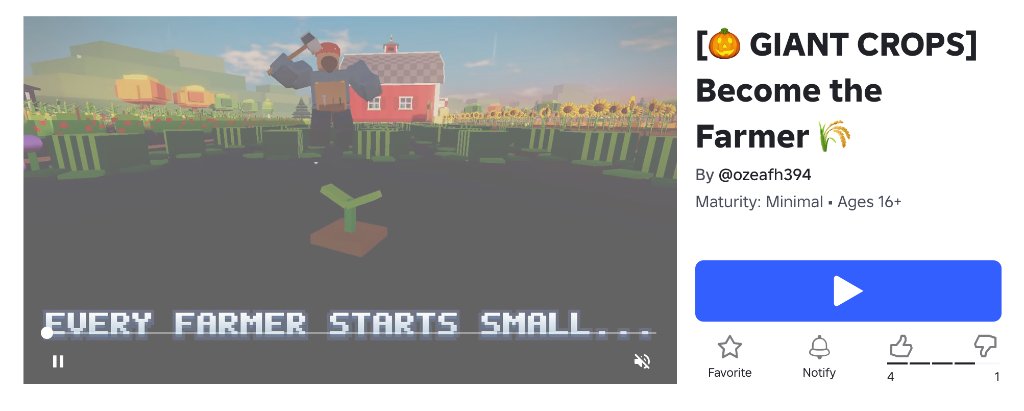 EVERY FARMER STARTS SMALL...
[🎃 GIANT CROPS]
Become the
Farmer 🌾
By @ozeafh394
Maturity: Minimal • Ages 16+
Favorite
Notify
4
1